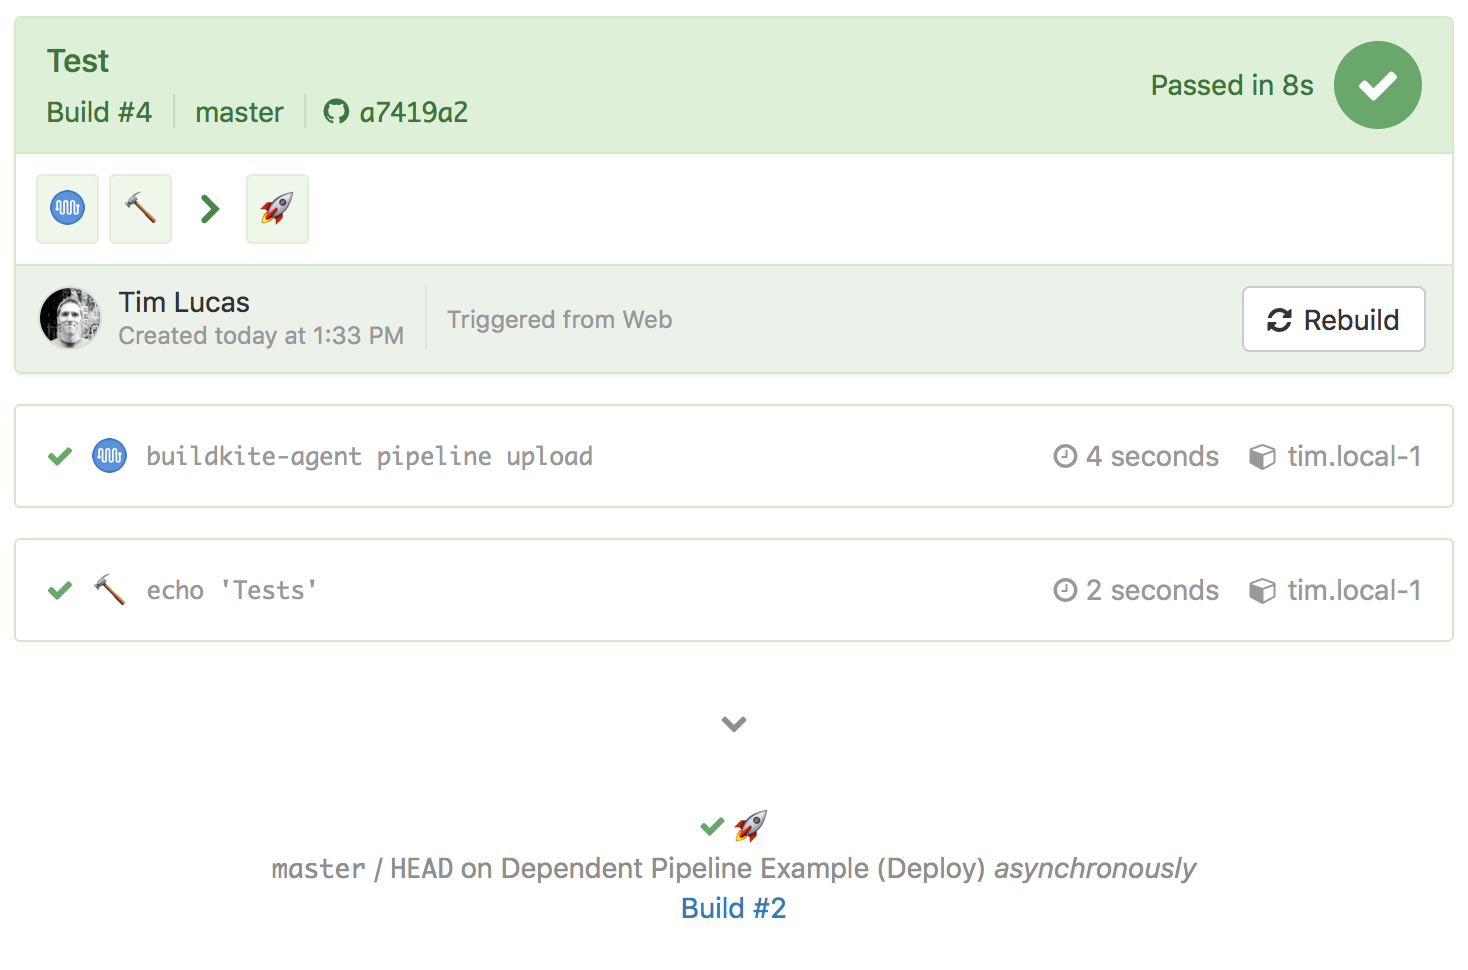 Test
Build #4 master a7419a2
Passed in 8s
Tim Lucas
Created today at 1:33 PM
Triggered from Web
Rebuild
buildkite-agent pipeline upload 4 seconds tim.local-1
echo 'Tests' 2 seconds tim.local-1
master / HEAD on Dependent Pipeline Example (Deploy) asynchronously
Build #2